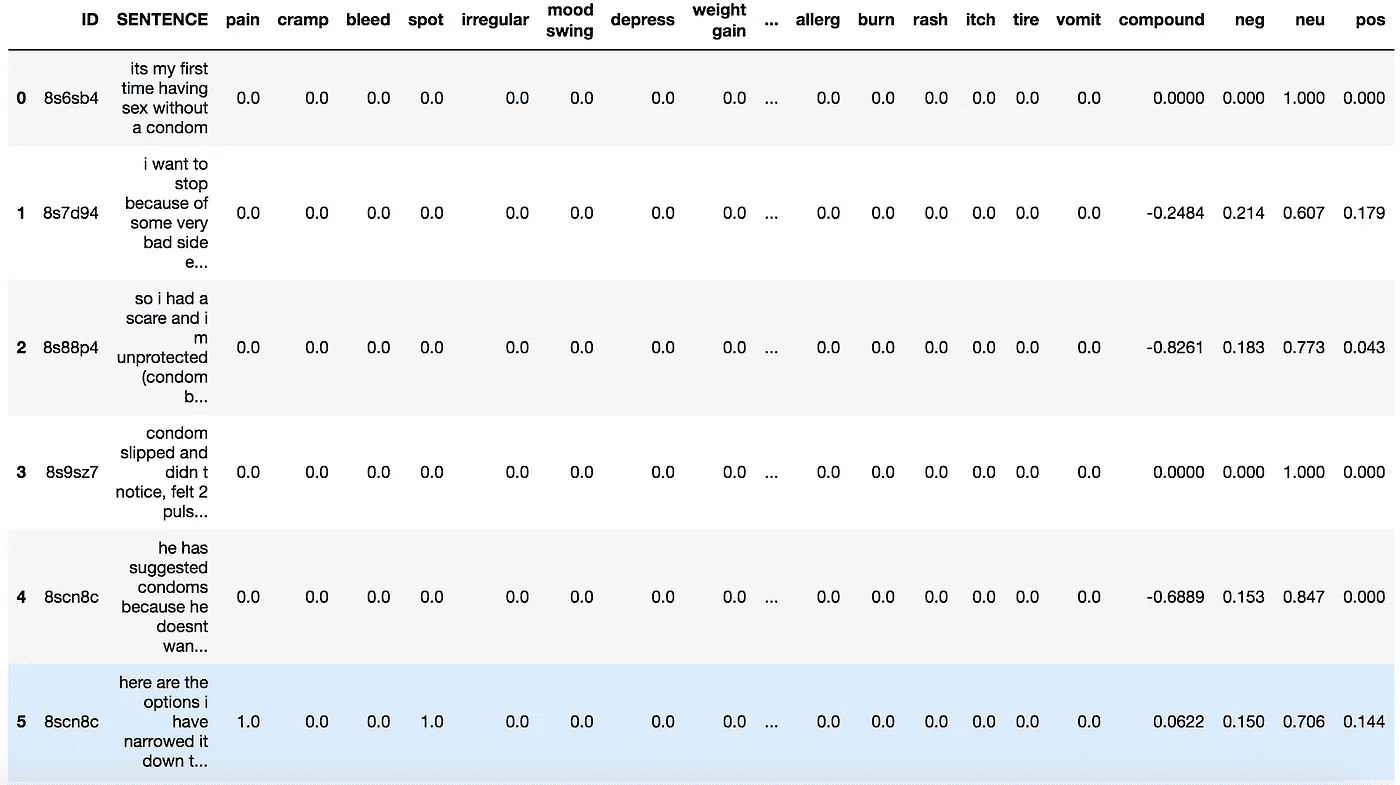 ID SENTENCE pain cramp bleed spot irregular mood swing depress weight gain ... allerg burn rash itch tire vomit compound neg neu pos
0 8s6sb4 its my first time having sex without a condom 0.0 0.0 0.0 0.0 0.0 0.0 0.0 0.0 ... 0.0 0.0 0.0 0.0 0.0 0.0 0.0000 0.000 1.000 0.000
1 8s7d94 i want to stop because of some very bad side e... 0.0 0.0 0.0 0.0 0.0 0.0 0.0 0.0 ... 0.0 0.0 0.0 0.0 0.0 0.0 -0.2484 0.214 0.607 0.179
2 8s88p4 so i had a scare and i m unprotected (condom b... 0.0 0.0 0.0 0.0 0.0 0.0 0.0 0.0 ... 0.0 0.0 0.0 0.0 0.0 0.0 -0.8261 0.183 0.773 0.043
3 8s9sz7 condom slipped and didn t notice, felt 2 puls... 0.0 0.0 0.0 0.0 0.0 0.0 0.0 0.0 ... 0.0 0.0 0.0 0.0 0.0 0.0 0.0000 0.000 1.000 0.000
4 8scn8c he has suggested condoms because he doesnt wan... 0.0 0.0 0.0 0.0 0.0 0.0 0.0 0.0 ... 0.0 0.0 0.0 0.0 0.0 0.0 -0.6889 0.153 0.847 0.000
5 8scn8c here are the options i have narrowed it down t... 1.0 0.0 0.0 1.0 0.0 0.0 0.0 0.0 ... 0.0 0.0 0.0 0.0 0.0 0.0 0.0622 0.150 0.706 0.144